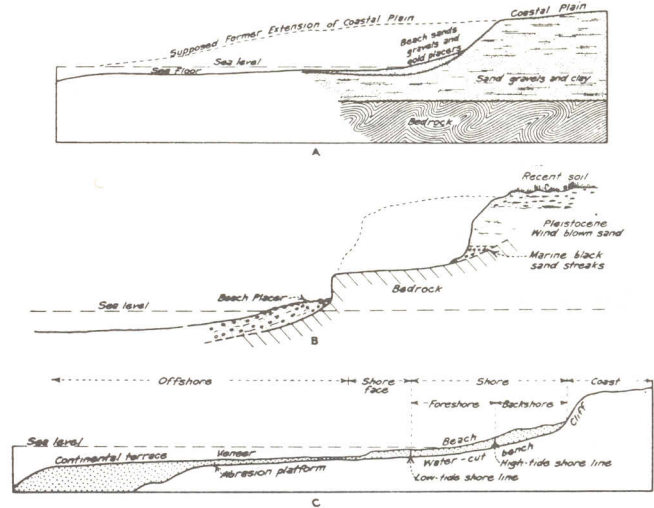 Coastal Plain
Supposed Former Extension of Coastal Plain
Beach sands
gravels and
gold placers
Sea level
Sea Floor
Sand gravels and clay
Bedrock
A
Recent soil
Pleistocene
Wind blown sand
Marine black
sand streaks
Bedrock
Beach Placer
Sea level
B
Offshore
Shore
face
Shore
Coast
Foreshore
Backshore
Cliff
Sea level
Beach
Continental terrace
Veneer
Water-cut
bench
Abrasion platform
High-tide shore line
Low-tide shore line
C